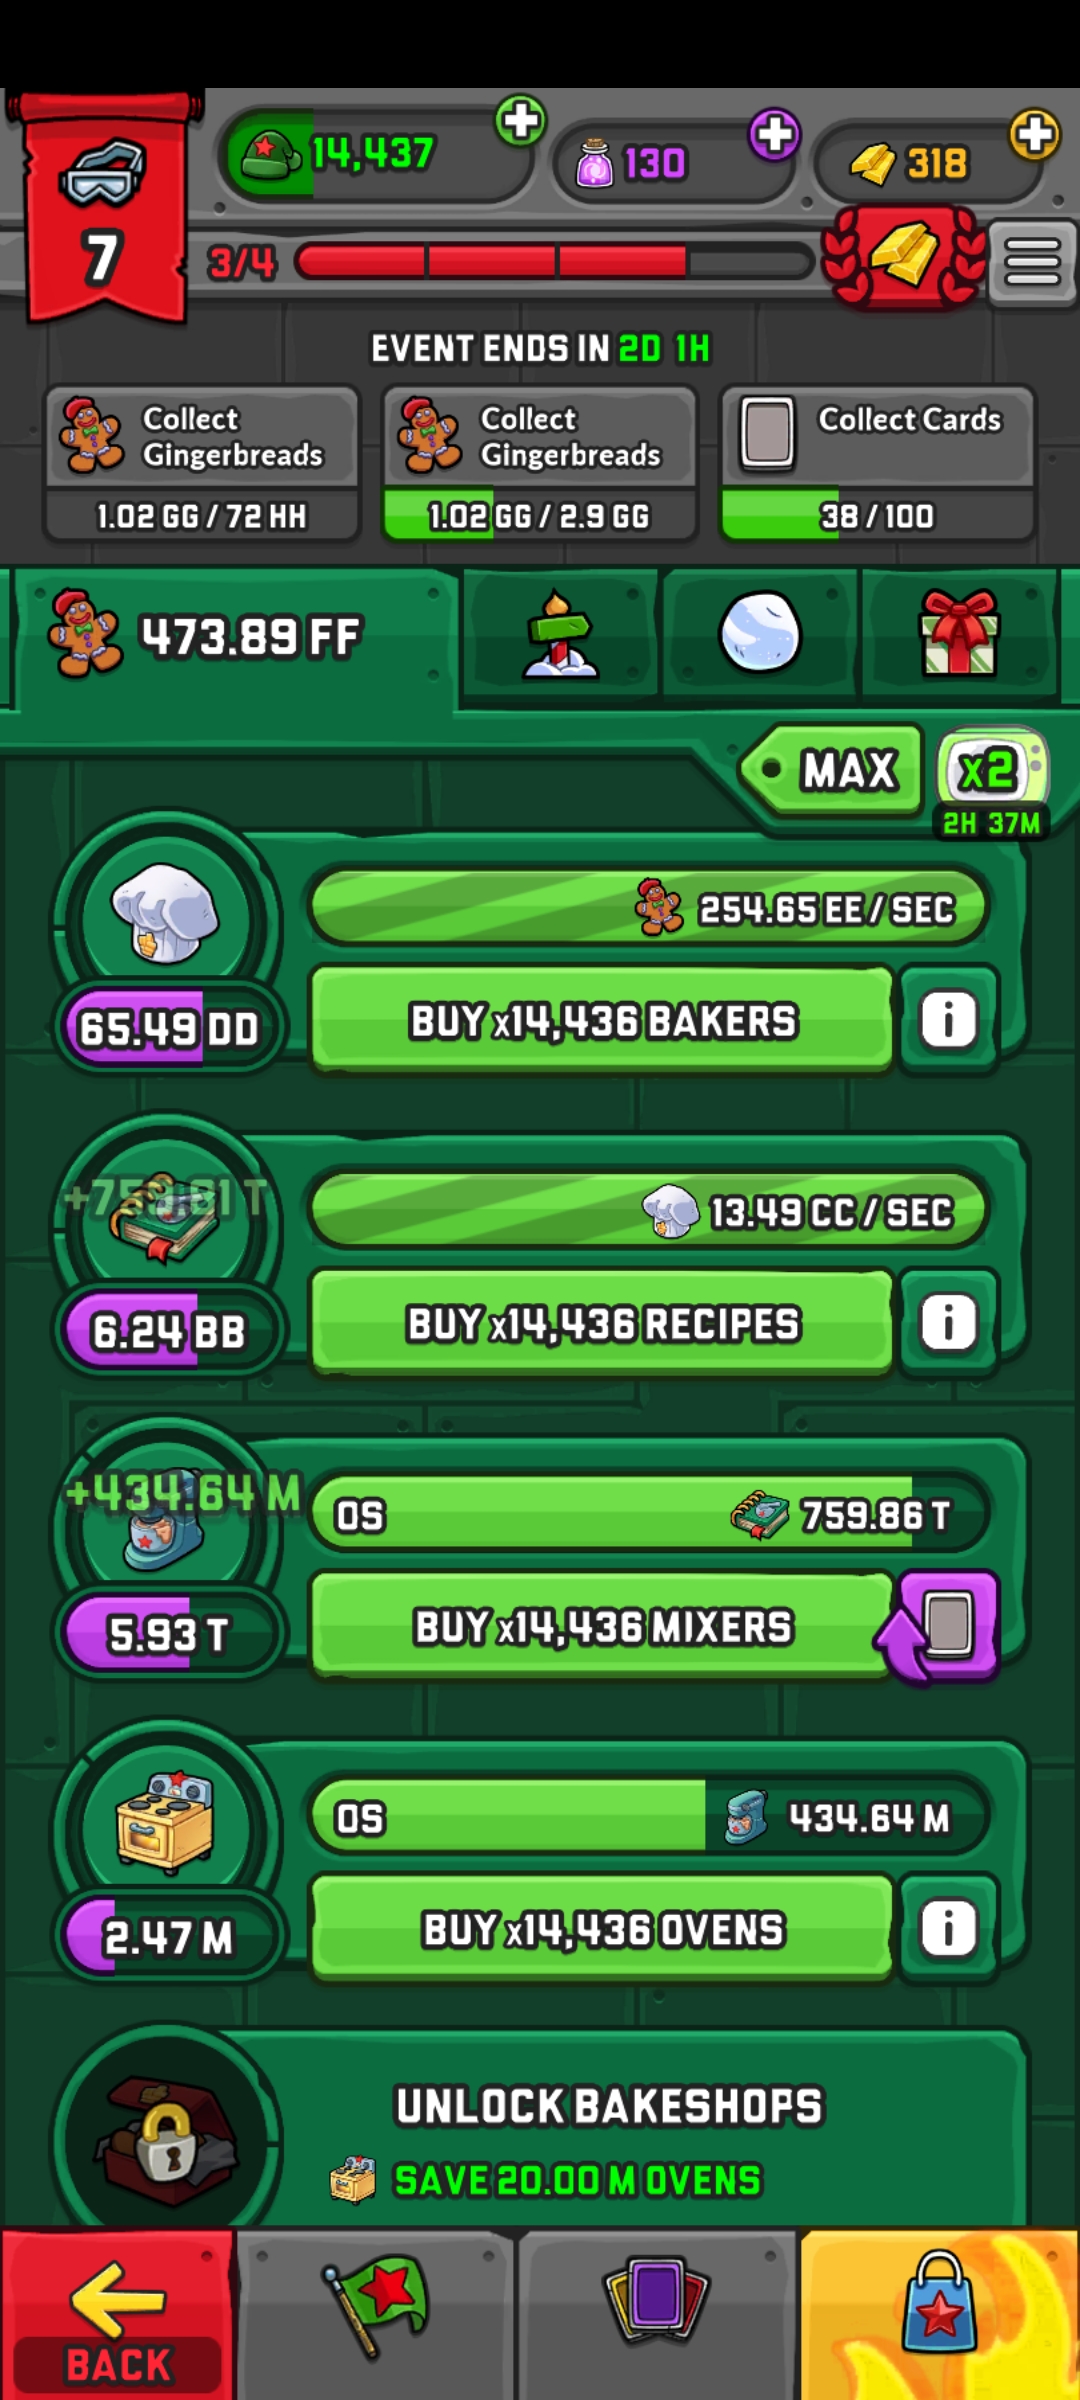 14,437
130
318
7
3/4
EVENT ENDS IN 2D 1H
Collect
Gingerbreads
1.02 GG / 72 HH
Collect
Gingerbreads
1.02 GG / 2.9 GG
Collect Cards
38 / 100
473.89 FF
MAX
x2
2H 37M
254.65 EE / SEC
65.49 DD
BUY x14,436 BAKERS
i
+759.81 T
13.49 CC / SEC
6.24 BB
BUY x14,436 RECIPES
i
+434.64 M
0S
759.86 T
5.93 T
BUY x14,436 MIXERS
0S
434.64 M
2.47 M
BUY x14,436 OVENS
i
UNLOCK BAKESHOPS
SAVE 20.00 M OVENS
BACK